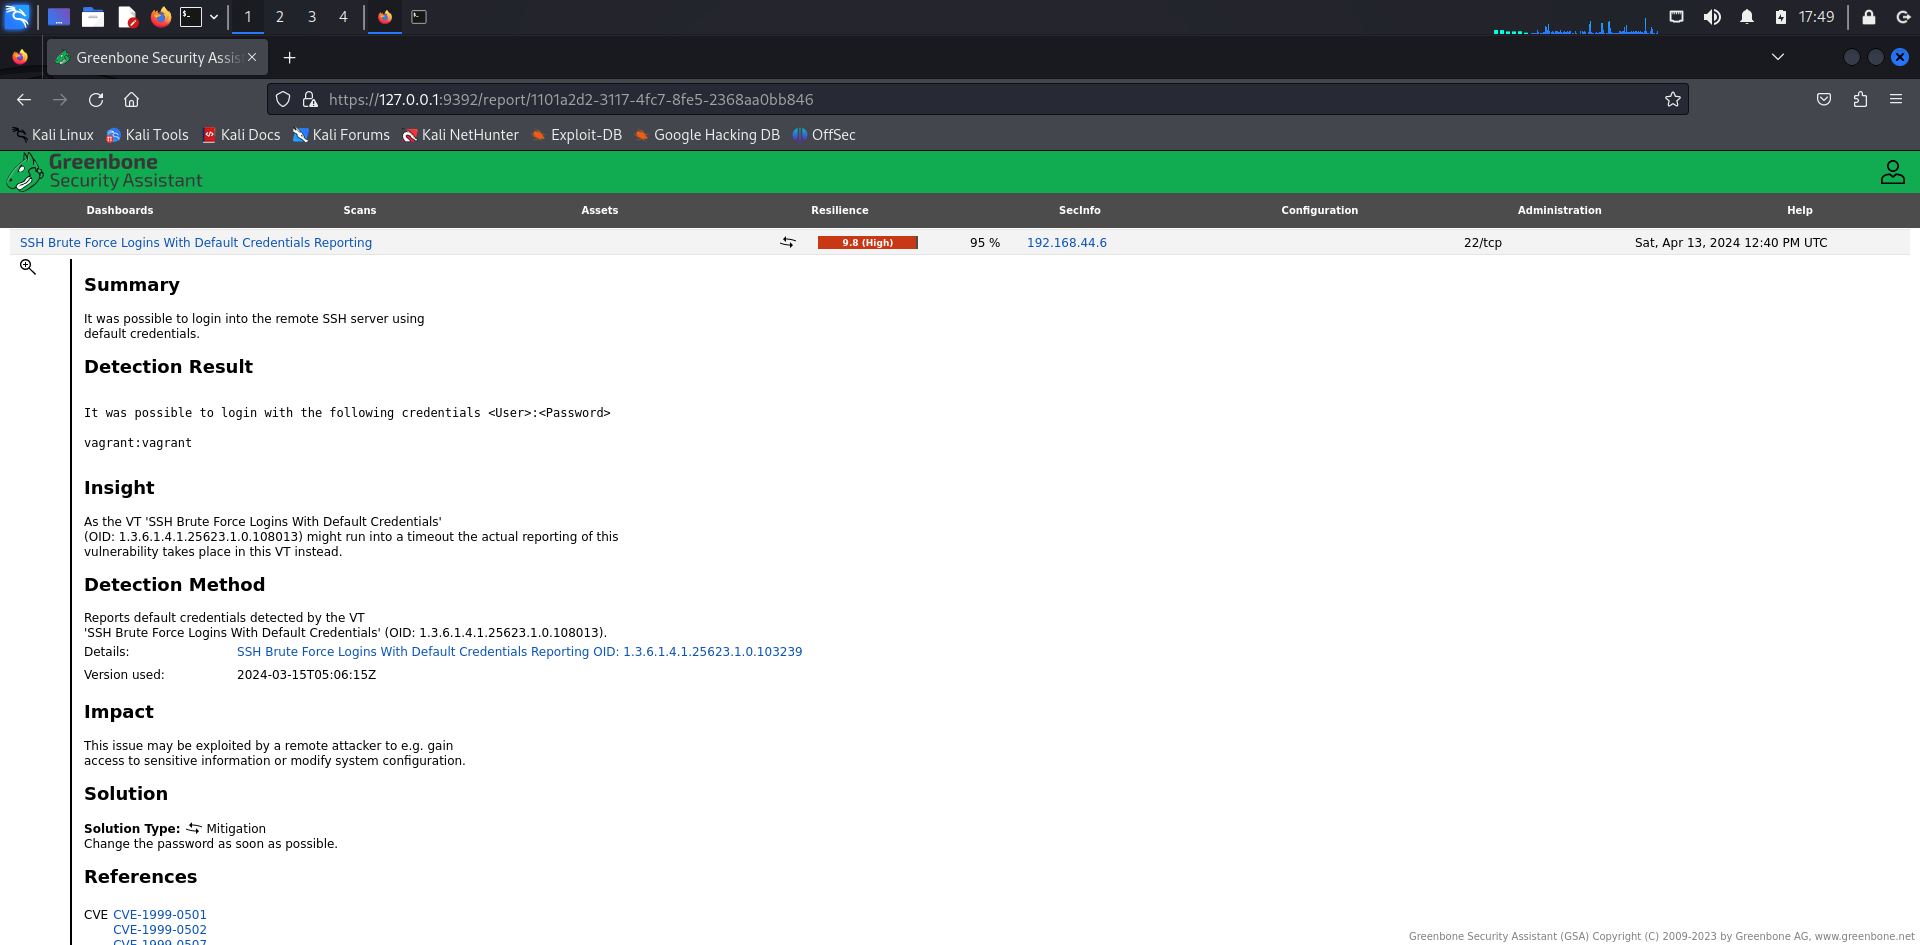 1 2 3 4 17:49
Greenbone Security Assis
https://127.0.0.1:9392/report/1101a2d2-3117-4fc7-8fe5-2368aa0bb846
Kali Linux Kali Tools Kali Docs Kali Forums Kali NetHunter Exploit-DB Google Hacking DB OffSec
Greenbone
Security Assistant
Dashboards Scans Assets Resilience SecInfo Configuration Administration Help
SSH Brute Force Logins With Default Credentials Reporting 9.8 (High) 95 % 192.168.44.6 22/tcp Sat, Apr 13, 2024 12:40 PM UTC
Summary
It was possible to login into the remote SSH server using
default credentials.
Detection Result
It was possible to login with the following credentials <User>:<Password>
vagrant:vagrant
Insight
As the VT 'SSH Brute Force Logins With Default Credentials'
(OID: 1.3.6.1.4.1.25623.1.0.108013) might run into a timeout the actual reporting of this
vulnerability takes place in this VT instead.
Detection Method
Reports default credentials detected by the VT
'SSH Brute Force Logins With Default Credentials' (OID: 1.3.6.1.4.1.25623.1.0.108013).
Details: SSH Brute Force Logins With Default Credentials Reporting OID: 1.3.6.1.4.1.25623.1.0.103239
Version used: 2024-03-15T05:06:15Z
Impact
This issue may be exploited by a remote attacker to e.g. gain
access to sensitive information or modify system configuration.
Solution
Solution Type: Mitigation
Change the password as soon as possible.
References
CVE CVE-1999-0501
CVE-1999-0502
CVE-1999-0507
Greenbone Security Assistant (GSA) Copyright (C) 2009-2023 by Greenbone AG, www.greenbone.net